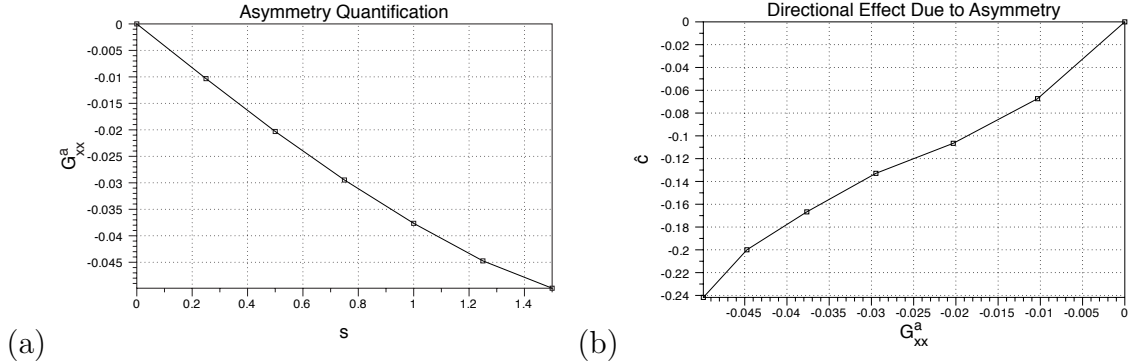 Asymmetry Quantification
0
-0.005
-0.01
-0.015
-0.02
-0.025
-0.03
-0.035
-0.04
-0.045
G^a_xx
0 0.2 0.4 0.6 0.8 1 1.2 1.4
s
(a)
Directional Effect Due to Asymmetry
0
-0.02
-0.04
-0.06
-0.08
-0.1
-0.12
-0.14
-0.16
-0.18
-0.2
-0.22
-0.24
ĉ
-0.045 -0.04 -0.035 -0.03 -0.025 -0.02 -0.015 -0.01 -0.005 0
G^a_xx
(b)